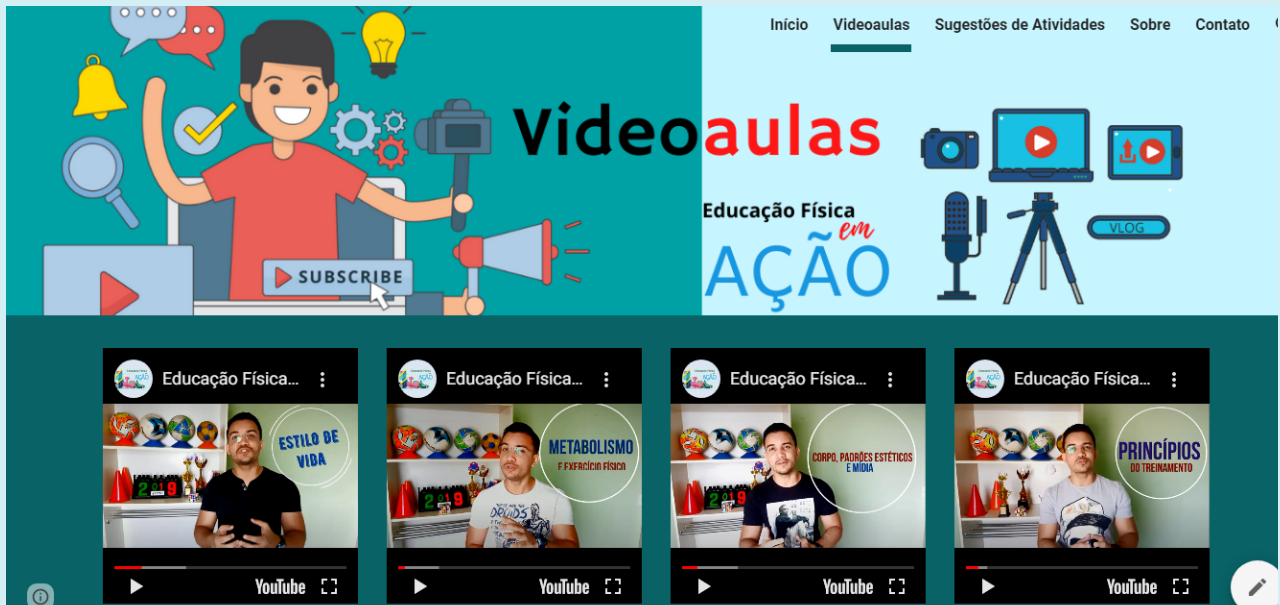 Início Videoaulas Sugestões de Atividades Sobre Contato
Videoaulas
Educação Física
em
AÇÃO
VLOG
SUBSCRIBE
Educação Física...
ESTILO DE
VIDA
2019
YouTube
Educação Física...
METABOLISMO
E EXERCÍCIO FÍSICO
2019
DRUIDS
YouTube
Educação Física...
CORPO, PADRÕES ESTÉTICOS
E MÍDIA
2019
YouTube
Educação Física...
PRINCÍPIOS
DO TREINAMENTO
YouTube